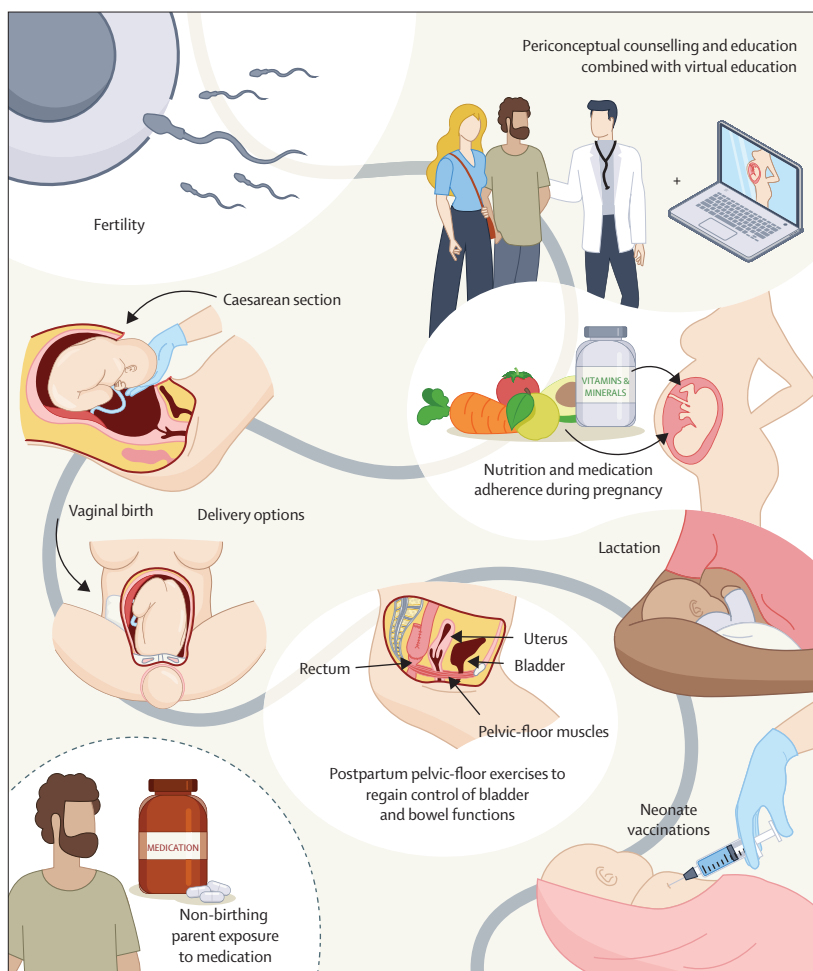 Periconceptual counselling and education
combined with virtual education
+
Fertility
Caesarean section
VITAMINS &
MINERALS
Nutrition and medication
adherence during pregnancy
Vaginal birth
Delivery options
Lactation
Uterus
Rectum
Bladder
Pelvic-floor muscles
Postpartum pelvic-floor exercises to
regain control of bladder
and bowel functions
Neonate
vaccinations
MEDICATION
Non-birthing
parent exposure
to medication